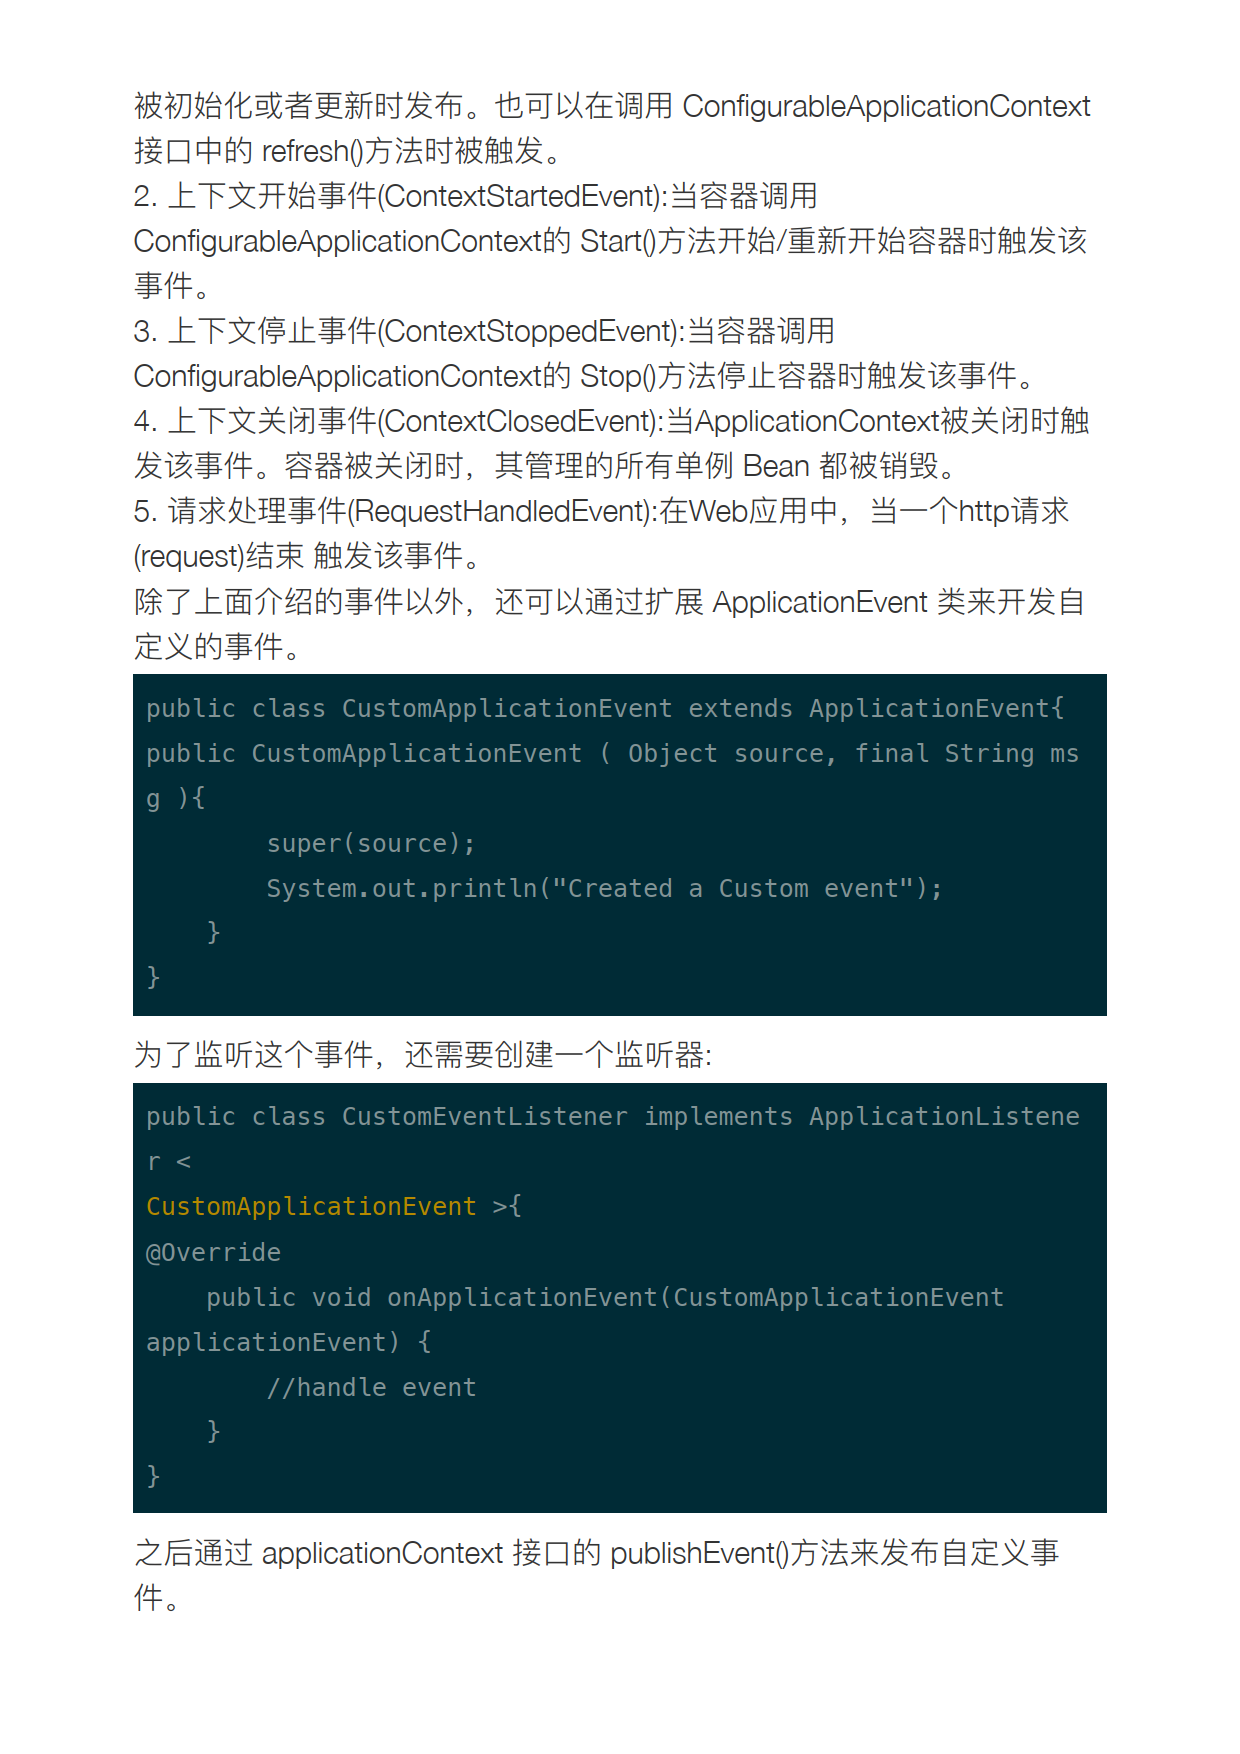 被初始化或者更新时发布。也可以在调用 ConfigurableApplicationContext
接口中的 refresh()方法时被触发。
2. 上下文开始事件(ContextStartedEvent):当容器调用
ConfigurableApplicationContext的 Start()方法开始/重新开始容器时触发该
事件。
3. 上下文停止事件(ContextStoppedEvent):当容器调用
ConfigurableApplicationContext的 Stop()方法停止容器时触发该事件。
4. 上下文关闭事件(ContextClosedEvent):当ApplicationContext被关闭时触
发该事件。容器被关闭时，其管理的所有单例 Bean 都被销毁。
5. 请求处理事件(RequestHandledEvent):在Web应用中，当一个http请求
(request)结束 触发该事件。
除了上面介绍的事件以外，还可以通过扩展 ApplicationEvent 类来开发自
定义的事件。
public class CustomApplicationEvent extends ApplicationEvent{
public CustomApplicationEvent ( Object source, final String ms
g ){
        super(source);
        System.out.println("Created a Custom event");
    }
}
为了监听这个事件，还需要创建一个监听器:
public class CustomEventListener implements ApplicationListene
r <
CustomApplicationEvent >{
@Override
    public void onApplicationEvent(CustomApplicationEvent
applicationEvent) {
        //handle event
    }
}
之后通过 applicationContext 接口的 publishEvent()方法来发布自定义事
件。